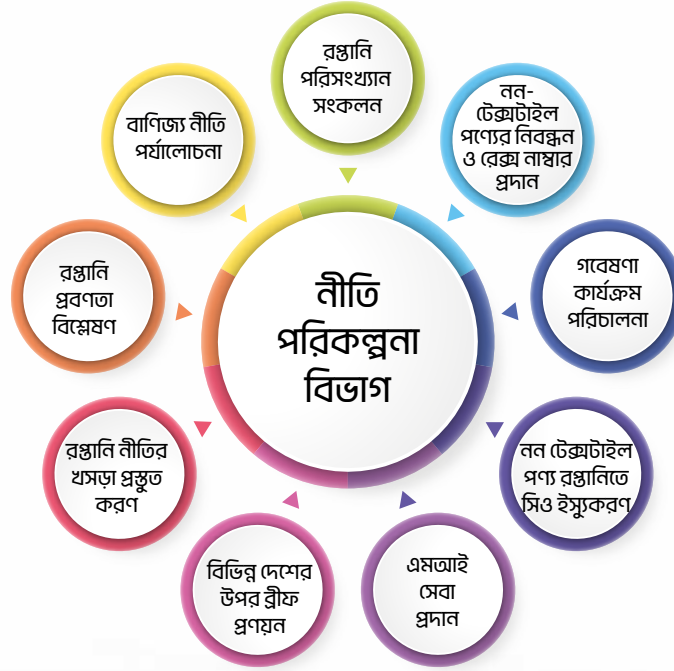 নীতি
পরিকল্পনা
বিভাগ
রপ্তানি
পরিসংখ্যান
সংকলন
নন-
টেক্সটাইল
পণ্যের নিবন্ধন
ও রেক্স নাম্বার
প্রদান
গবেষণা
কার্যক্রম
পরিচালনা
নন টেক্সটাইল
পণ্য রপ্তানিতে
সিও ইস্যুকরণ
এমআই
সেবা
প্রদান
বিভিন্ন দেশের
উপর ব্রীফ
প্রণয়ন
রপ্তানি নীতির
খসড়া প্রস্তুত
করণ
রপ্তানি
প্রবণতা
বিশ্লেষণ
বাণিজ্য নীতি
পর্যালোচনা